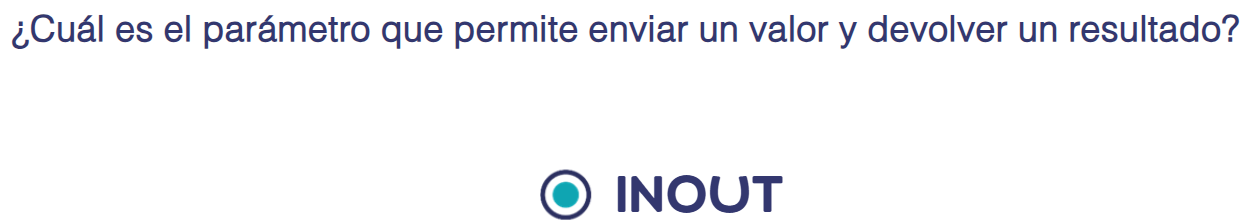 ¿Cuál es el parámetro que permite enviar un valor y devolver un resultado?
INOUT